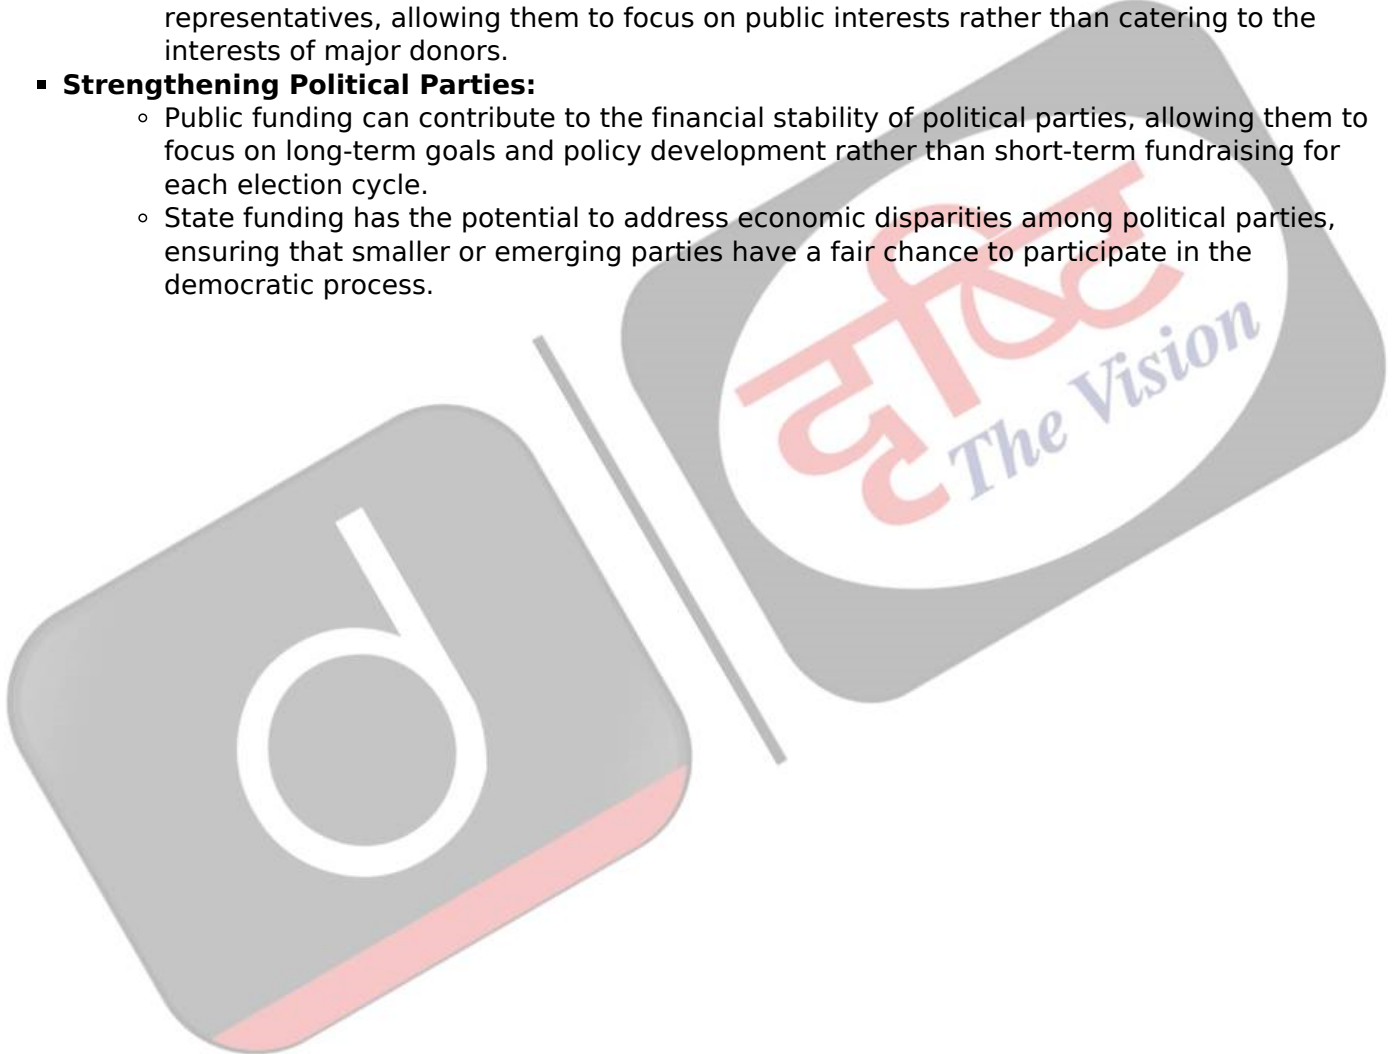 representatives, allowing them to focus on public interests rather than catering to the
interests of major donors.
▪ Strengthening Political Parties:
◦ Public funding can contribute to the financial stability of political parties, allowing them to
focus on long-term goals and policy development rather than short-term fundraising for
each election cycle.
◦ State funding has the potential to address economic disparities among political parties,
ensuring that smaller or emerging parties have a fair chance to participate in the
democratic process.
दृष्टि
The Vision
d